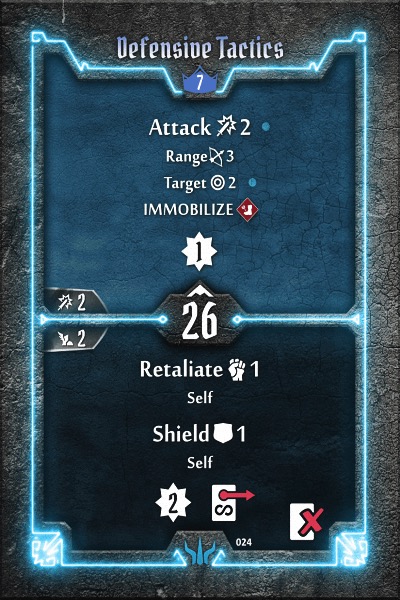 Defensive Tactics
7
Attack 2
Range 3
Target 2
IMMOBILIZE
1
2
26
2
Retaliate 1
Self
Shield 1
Self
2
024